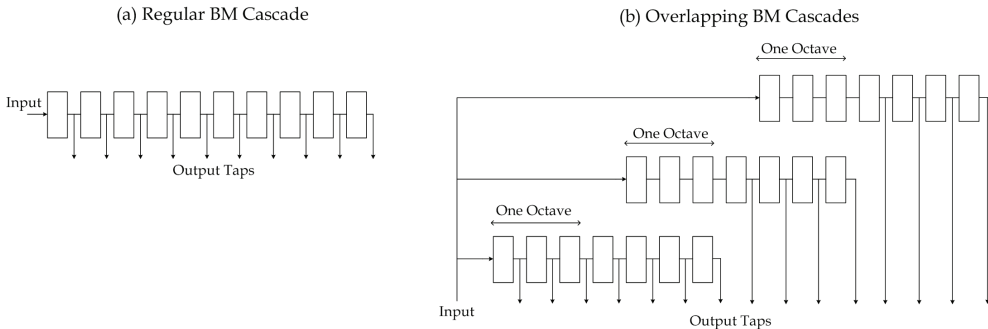 (a) Regular BM Cascade
Input
Output Taps
(b) Overlapping BM Cascades
One Octave
One Octave
One Octave
Input
Output Taps